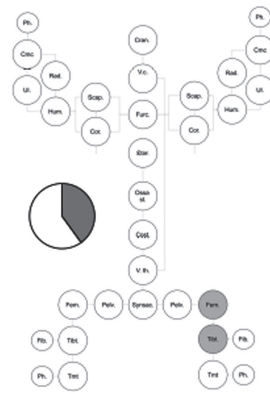 Ph.
Ph.
Cran.
Cmc
Cmc
Rad.
Rad.
V.c.
Ul.
Ul.
Scap.
Scap.
Hum.
Hum.
Furc.
Cor.
Cor.
Ster.
Ossa
st.
Cost.
V. th.
Fem.
Pelv.
Synsac.
Pelv.
Fem.
Fib.
Tibt.
Tibt.
Fib.
Ph.
Tmt
Tmt
Ph.